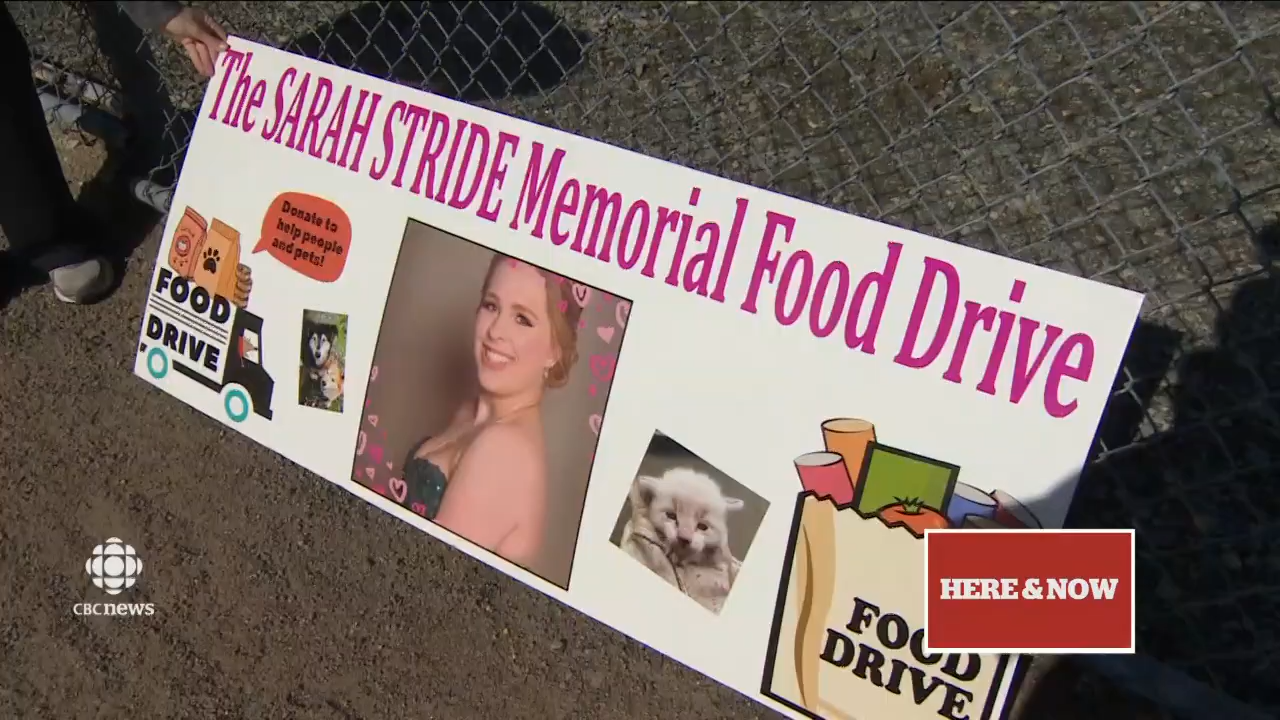 The SARAH STRIDE Memorial Food Drive
Donate to
help people
and pets!
FOOD
DRIVE
FOOD
DRIVE
HERE & NOW
CBC news